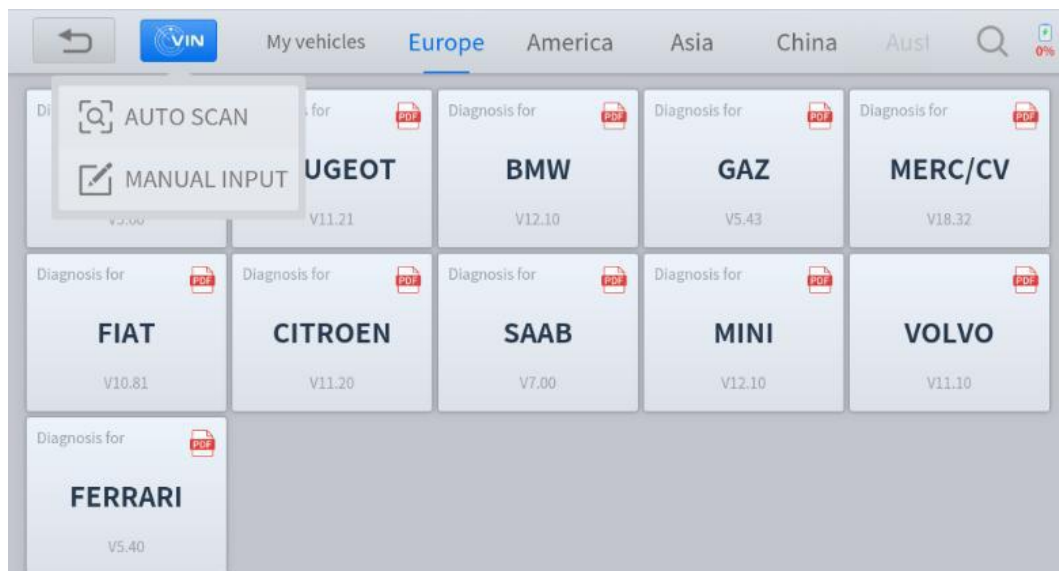 VIN
My vehicles Europe America Asia China Aust
0%
AUTO SCAN
MANUAL INPUT
for PDF
UGEOT
V11.21
Diagnosis for PDF
BMW
V12.10
Diagnosis for PDF
GAZ
V5.43
Diagnosis for PDF
MERC/CV
V18.32
Diagnosis for PDF
FIAT
V10.81
Diagnosis for PDF
CITROEN
V11.20
Diagnosis for PDF
SAAB
V7.00
Diagnosis for PDF
MINI
V12.10
PDF
VOLVO
V11.10
Diagnosis for PDF
FERRARI
V5.40